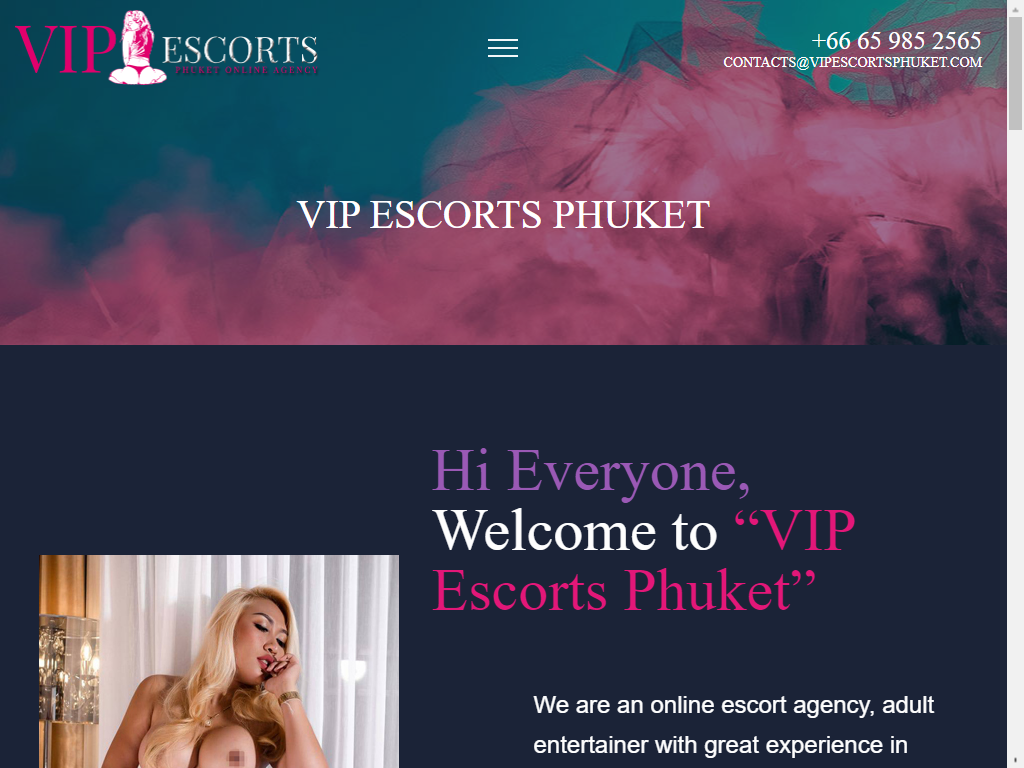 VIP ESCORTS
PHUKET ONLINE AGENCY
+66 65 985 2565
CONTACTS@VIPESCORTSPHUKET.COM
VIP ESCORTS PHUKET
Hi Everyone,
Welcome to “VIP
Escorts Phuket”
We are an online escort agency, adult
entertainer with great experience in